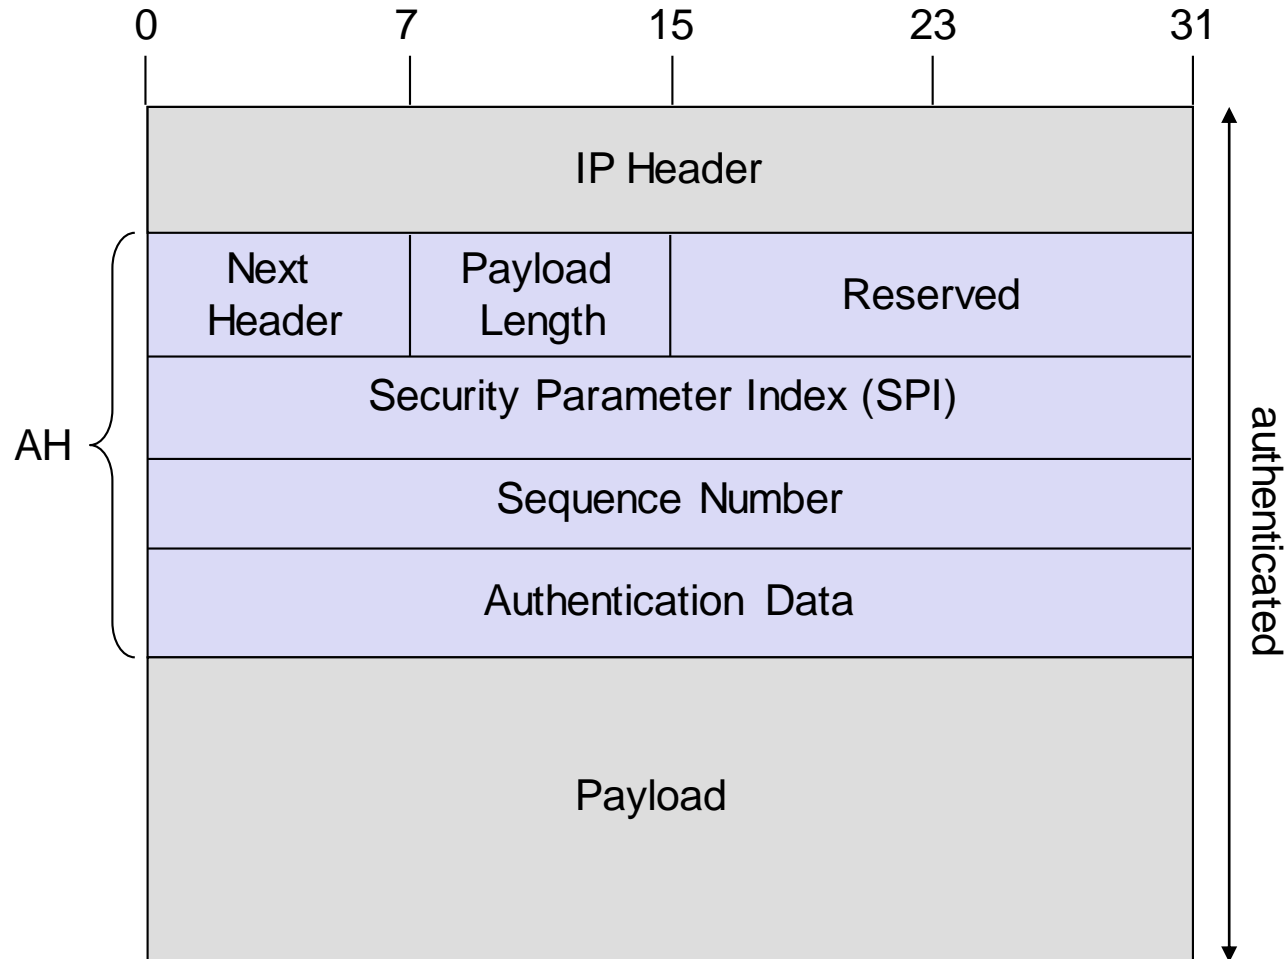 0 7 15 23 31
IP Header
Next
Header
Payload
Length
Reserved
Security Parameter Index (SPI)
AH
Sequence Number
Authentication Data
Payload
authenticated